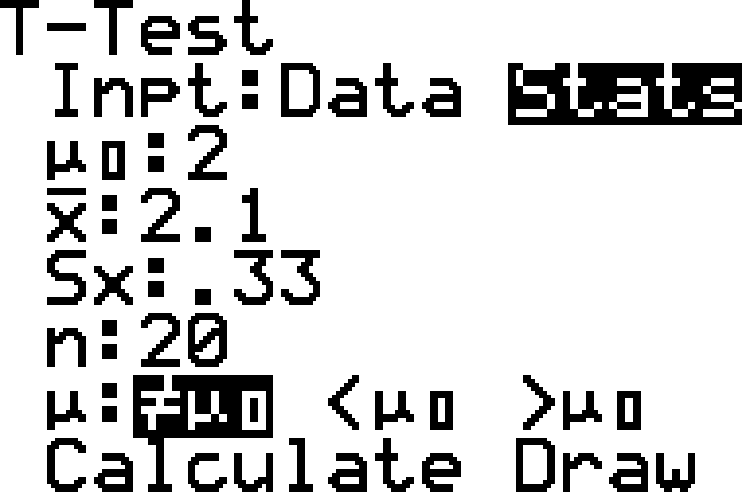 T-Test
Inpt:Data Stats
μ₀:2
x̄:2.1
Sx:.33
n:20
μ:≠μ₀ <μ₀ >μ₀
Calculate Draw